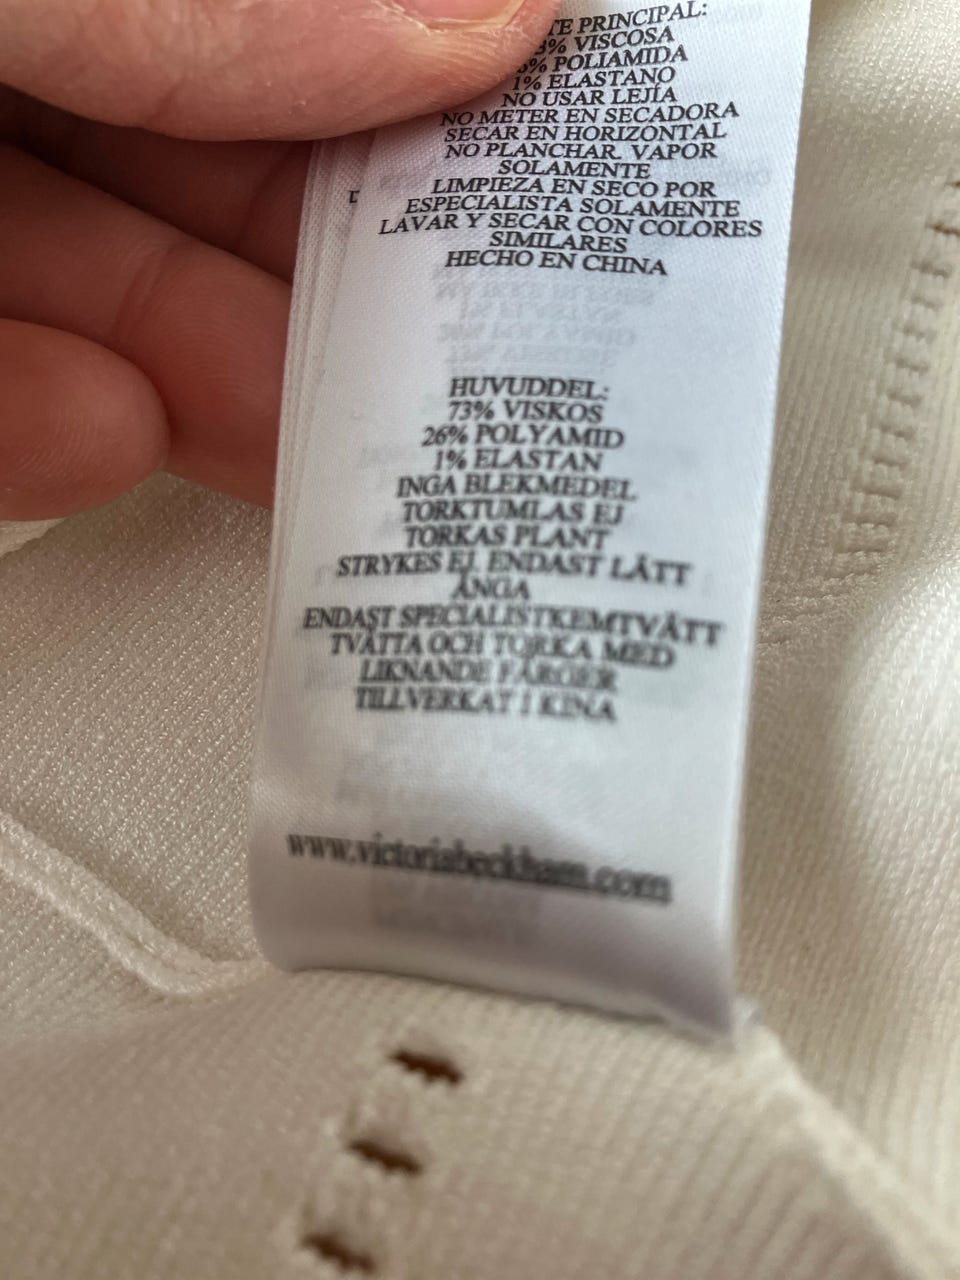 TE PRINCIPAL:
3% VISCOSA
6% POLIAMIDA
1% ELASTANO
NO USAR LEJÍA
NO METER EN SECADORA
SECAR EN HORIZONTAL
NO PLANCHAR. VAPOR
SOLAMENTE
LIMPIEZA EN SECO POR
ESPECIALISTA SOLAMENTE
LAVAR Y SECAR CON COLORES
SIMILARES
HECHO EN CHINA
HUVUDDEL:
73% VISKOS
26% POLYAMID
1% ELASTAN
INGA BLEKMEDEL
TORKTUMLAS EJ
TORKAS PLANT
STRYKES EJ. ENDAST LÄTT
ÅNGA
ENDAST SPECIALISTKEMTVÄTT
TVÄTTA OCH TORKA MED
LIKNANDE FÄRGER
TILLVERKAT I KINA
www.victoriabeckham.com